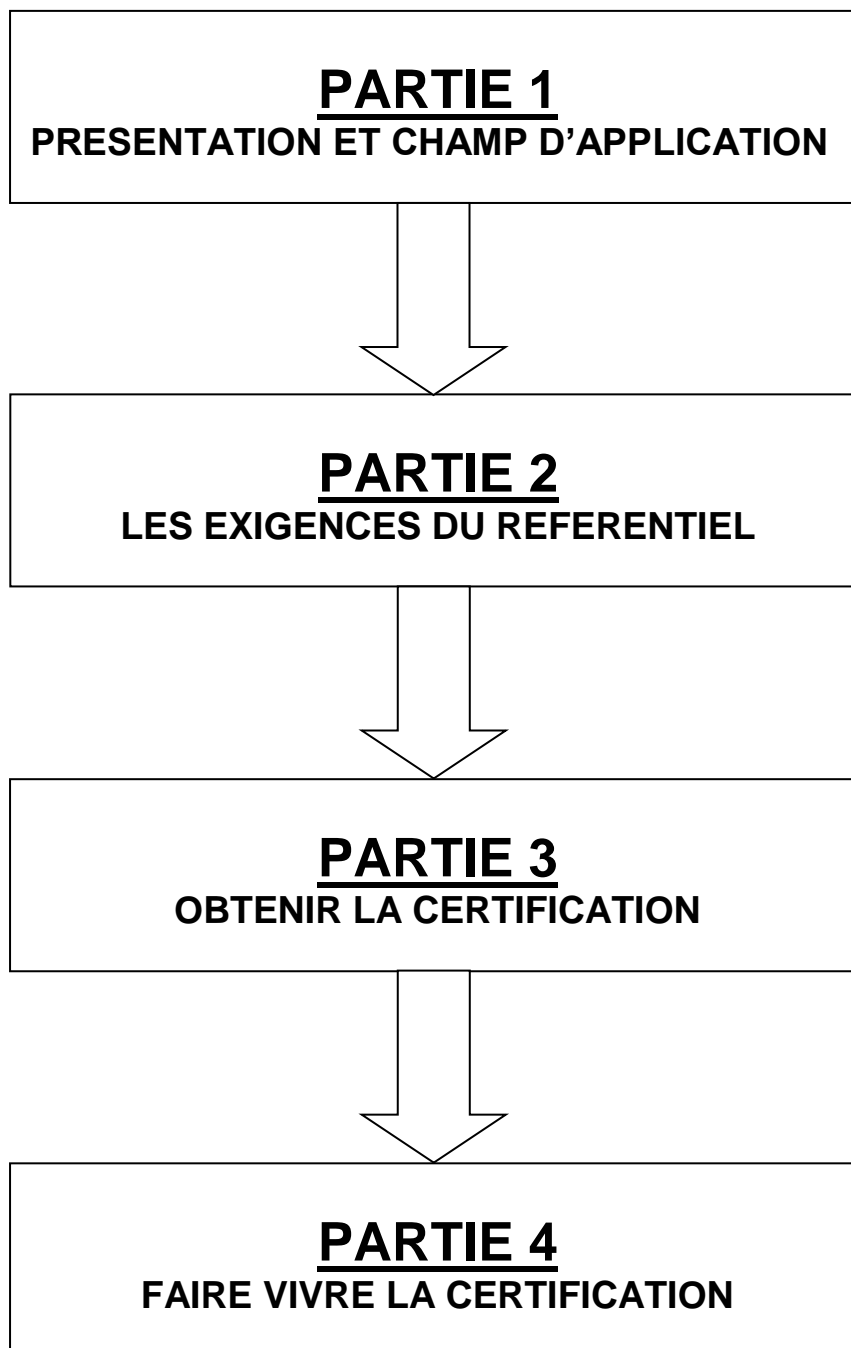 PARTIE 1
PRESENTATION ET CHAMP D’APPLICATION
PARTIE 2
LES EXIGENCES DU REFERENTIEL
PARTIE 3
OBTENIR LA CERTIFICATION
PARTIE 4
FAIRE VIVRE LA CERTIFICATION